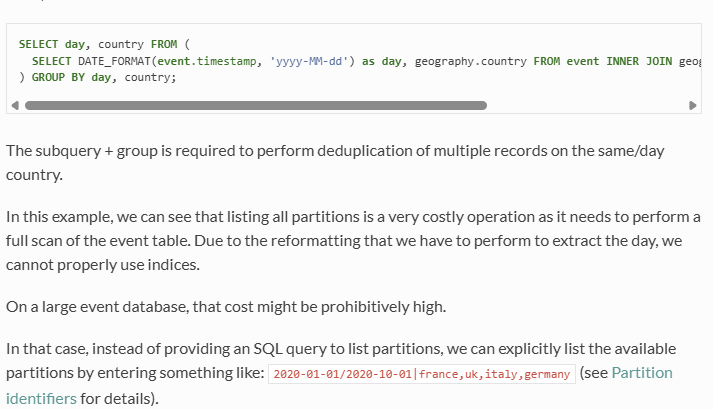 SELECT day, country FROM (
SELECT DATE_FORMAT(event.timestamp, 'yyyy-MM-dd') as day, geography.country FROM event INNER JOIN geog
) GROUP BY day, country;
The subquery + group is required to perform deduplication of multiple records on the same/day
country.
In this example, we can see that listing all partitions is a very costly operation as it needs to perform a
full scan of the event table. Due to the reformatting that we have to perform to extract the day, we
cannot properly use indices.
On a large event database, that cost might be prohibitively high.
In that case, instead of providing an SQL query to list partitions, we can explicitly list the available
partitions by entering something like: 2020-01-01/2020-10-01|france,uk,italy,germany (see Partition
identifiers for details).